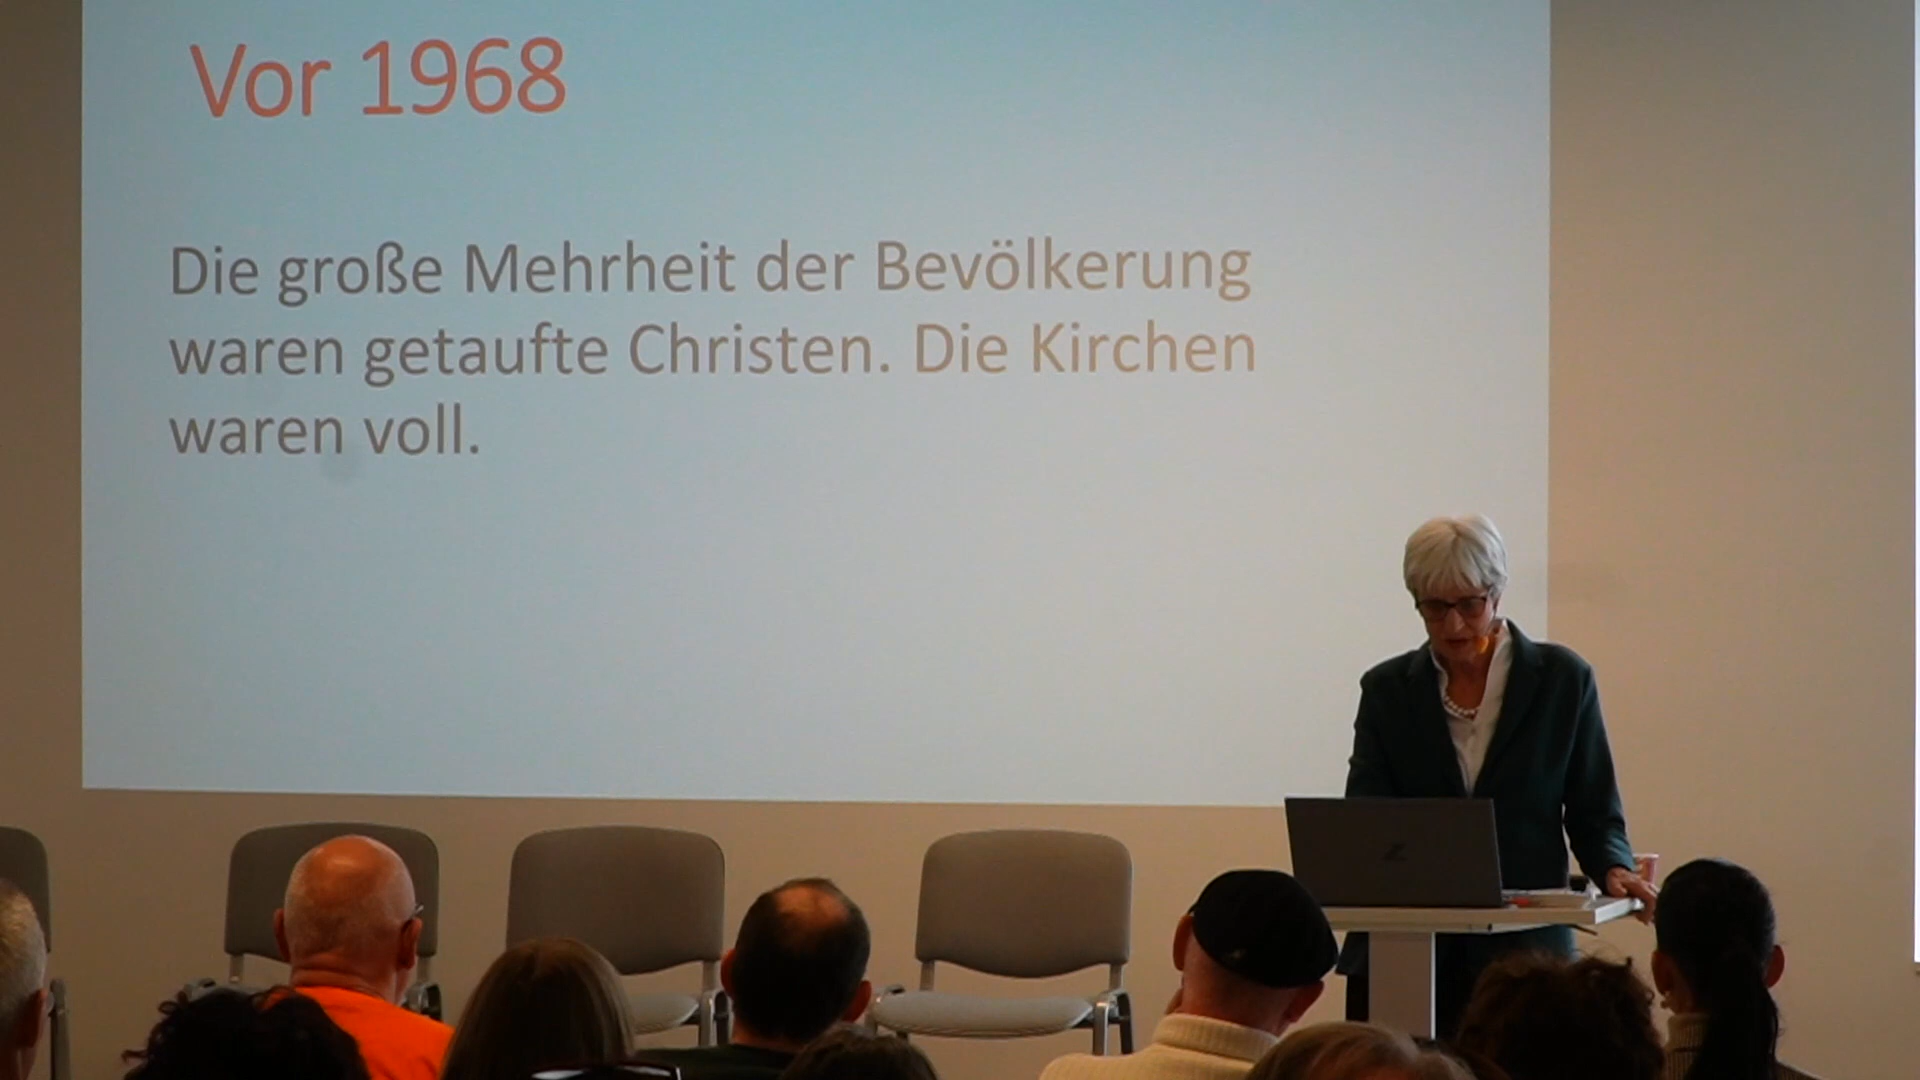 Vor 1968
Die große Mehrheit der Bevölkerung
waren getaufte Christen. Die Kirchen
waren voll.